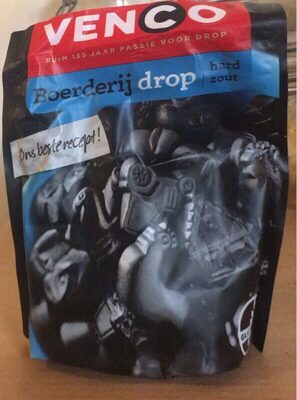 VENCO
RUIM 135 JAAR PASSIE VOOR DROP
Boerderij drop
hard
zout
Ons beste recept!